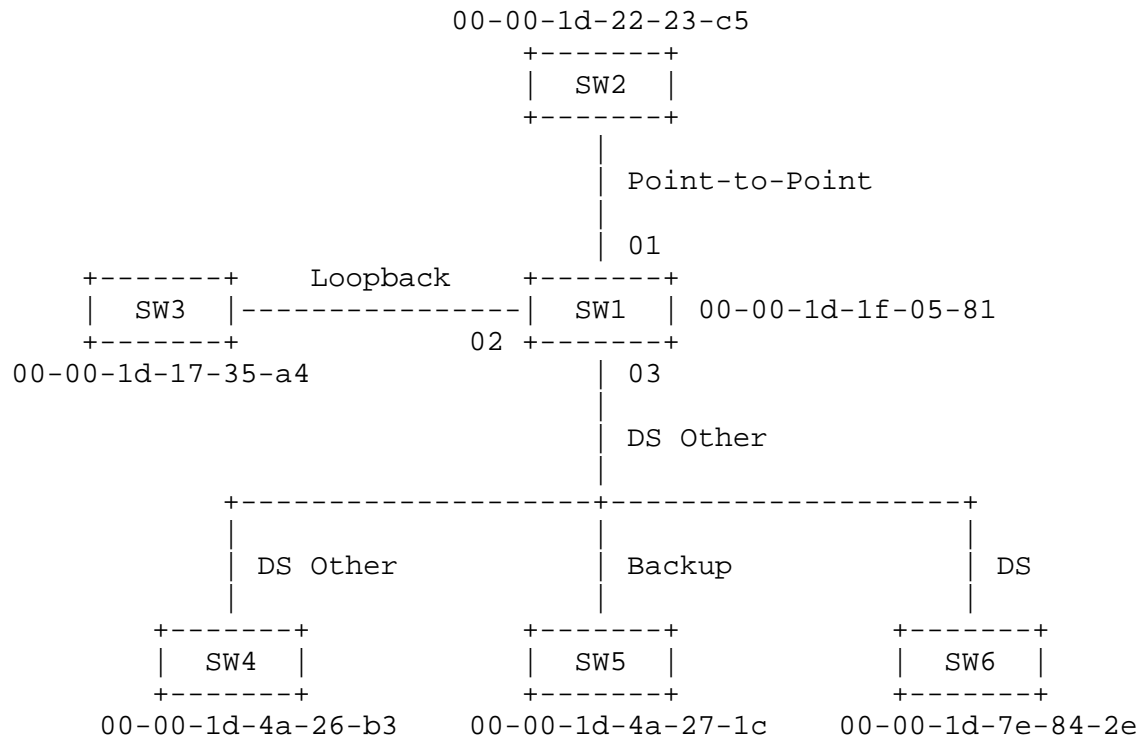 00-00-1d-22-23-c5
SW2
Point-to-Point
01
Loopback
SW3 SW1 00-00-1d-1f-05-81
02
00-00-1d-17-35-a4 03
DS Other
DS Other Backup DS
SW4 SW5 SW6
00-00-1d-4a-26-b3 00-00-1d-4a-27-1c 00-00-1d-7e-84-2e